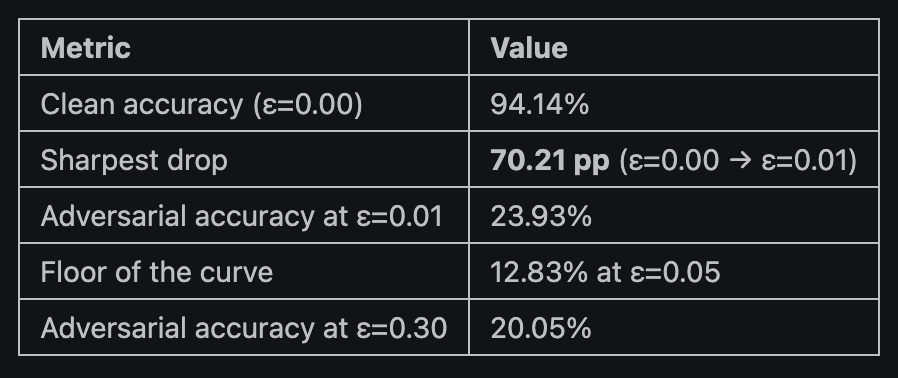 Metric Value
Clean accuracy (ε=0.00) 94.14%
Sharpest drop 70.21 pp (ε=0.00 → ε=0.01)
Adversarial accuracy at ε=0.01 23.93%
Floor of the curve 12.83% at ε=0.05
Adversarial accuracy at ε=0.30 20.05%